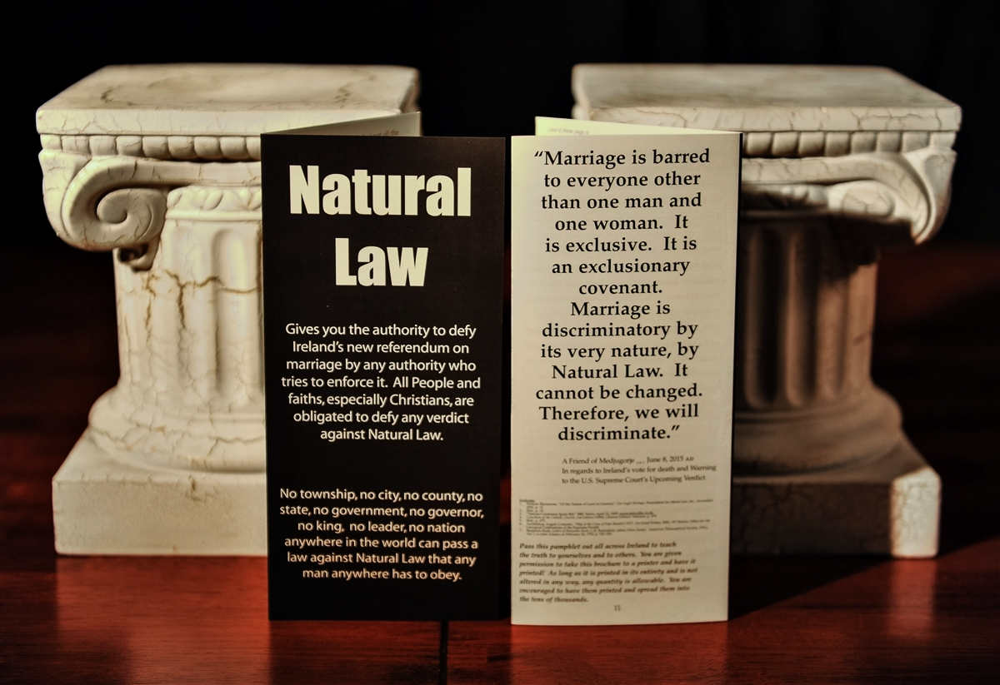 Natural
Law
Gives you the authority to defy
Ireland's new referendum on
marriage by any authority who
tries to enforce it. All People and
faiths, especially Christians, are
obligated to defy any verdict
against Natural Law.
No township, no city, no county, no
state, no government, no governor,
no king, no leader, no nation
anywhere in the world can pass a
law against Natural Law that any
man anywhere has to obey.
“Marriage is barred
to everyone other
than one man and
one woman. It
is exclusive. It is
an exclusionary
covenant.
Marriage is
discriminatory by
its very nature, by
Natural Law. It
cannot be changed.
Therefore, we will
discriminate.”
A Friend of Medjugorje June 8, 2015 AD
In regards to Ireland's vote for death and Warning
to the U.S. Supreme Court's Upcoming Verdict
Pass this pamphlet out all across Ireland to teach
the truth to yourselves and to others. You are given
permission to take this brochure to a printer and have it
printed! As long as it is printed in its entirety and is not
altered in any way, any quantity is allowable. You are
encouraged to have them printed and spread them into
the tens of thousands.